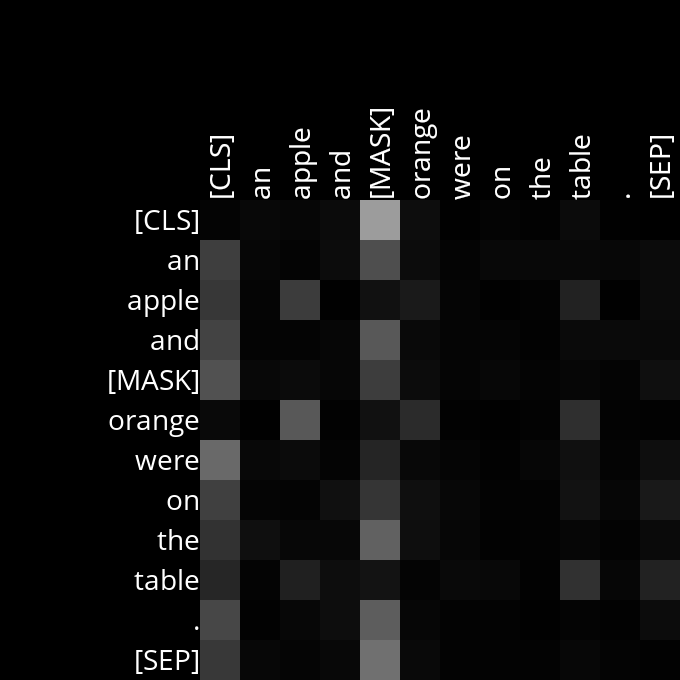 [CLS] an apple and [MASK] orange were on the table . [SEP]
[CLS]
an
apple
and
[MASK]
orange
were
on
the
table
.
[SEP]